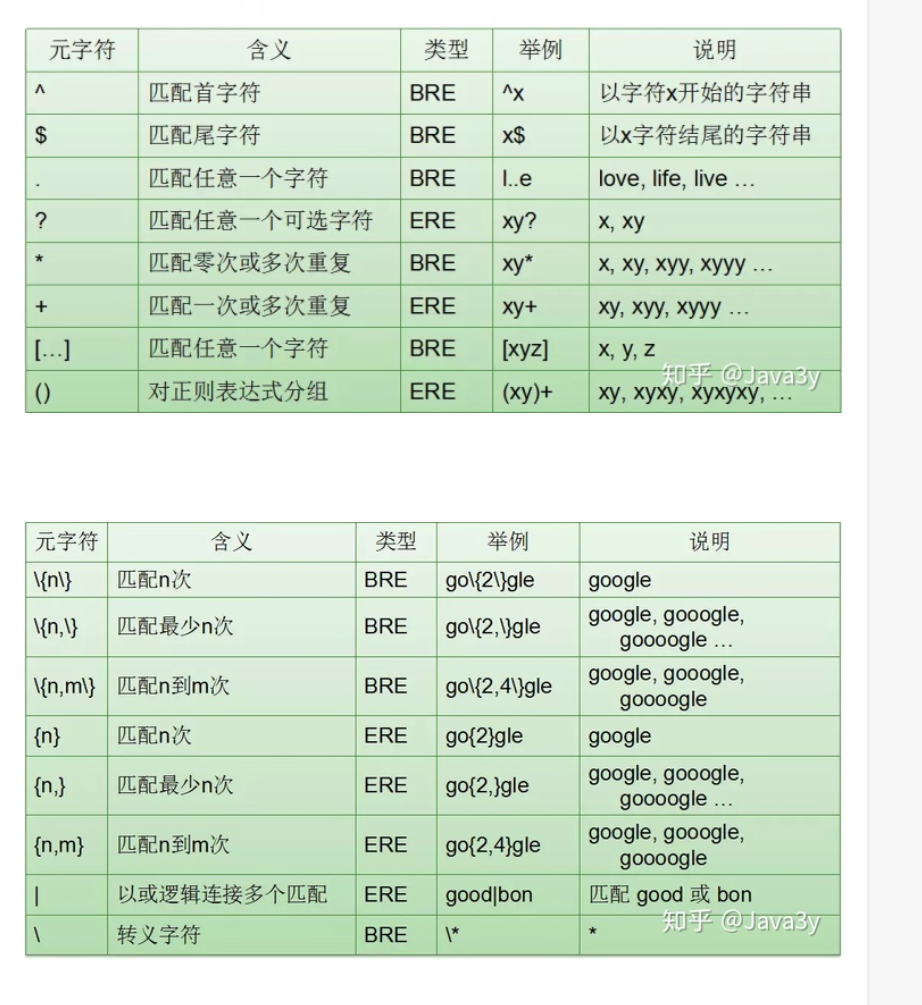 元字符 含义 类型 举例 说明
^ 匹配首字符 BRE ^x 以字符x开始的字符串
$ 匹配尾字符 BRE x$ 以x字符结尾的字符串
. 匹配任意一个字符 BRE l..e love, life, live …
? 匹配任意一个可选字符 ERE xy? x, xy
* 匹配零次或多次重复 BRE xy* x, xy, xyy, xyyy …
+ 匹配一次或多次重复 ERE xy+ xy, xyy, xyyy …
[…] 匹配任意一个字符 BRE [xyz] x, y, z
() 对正则表达式分组 ERE (xy)+ xy, xyxy, xyxyxy, …
知乎 @Java3y
元字符 含义 类型 举例 说明
\{n\} 匹配n次 BRE go\{2\}gle google
\{n,\} 匹配最少n次 BRE go\{2,\}gle google, gooogle,
goooogle …
\{n,m\} 匹配n到m次 BRE go\{2,4\}gle google, gooogle,
goooogle
{n} 匹配n次 ERE go{2}gle google
{n,} 匹配最少n次 ERE go{2,}gle google, gooogle,
goooogle …
{n,m} 匹配n到m次 ERE go{2,4}gle google, gooogle,
goooogle
| 以或逻辑连接多个匹配 ERE good|bon 匹配 good 或 bon
\ 转义字符 BRE \* *
知乎 @Java3y